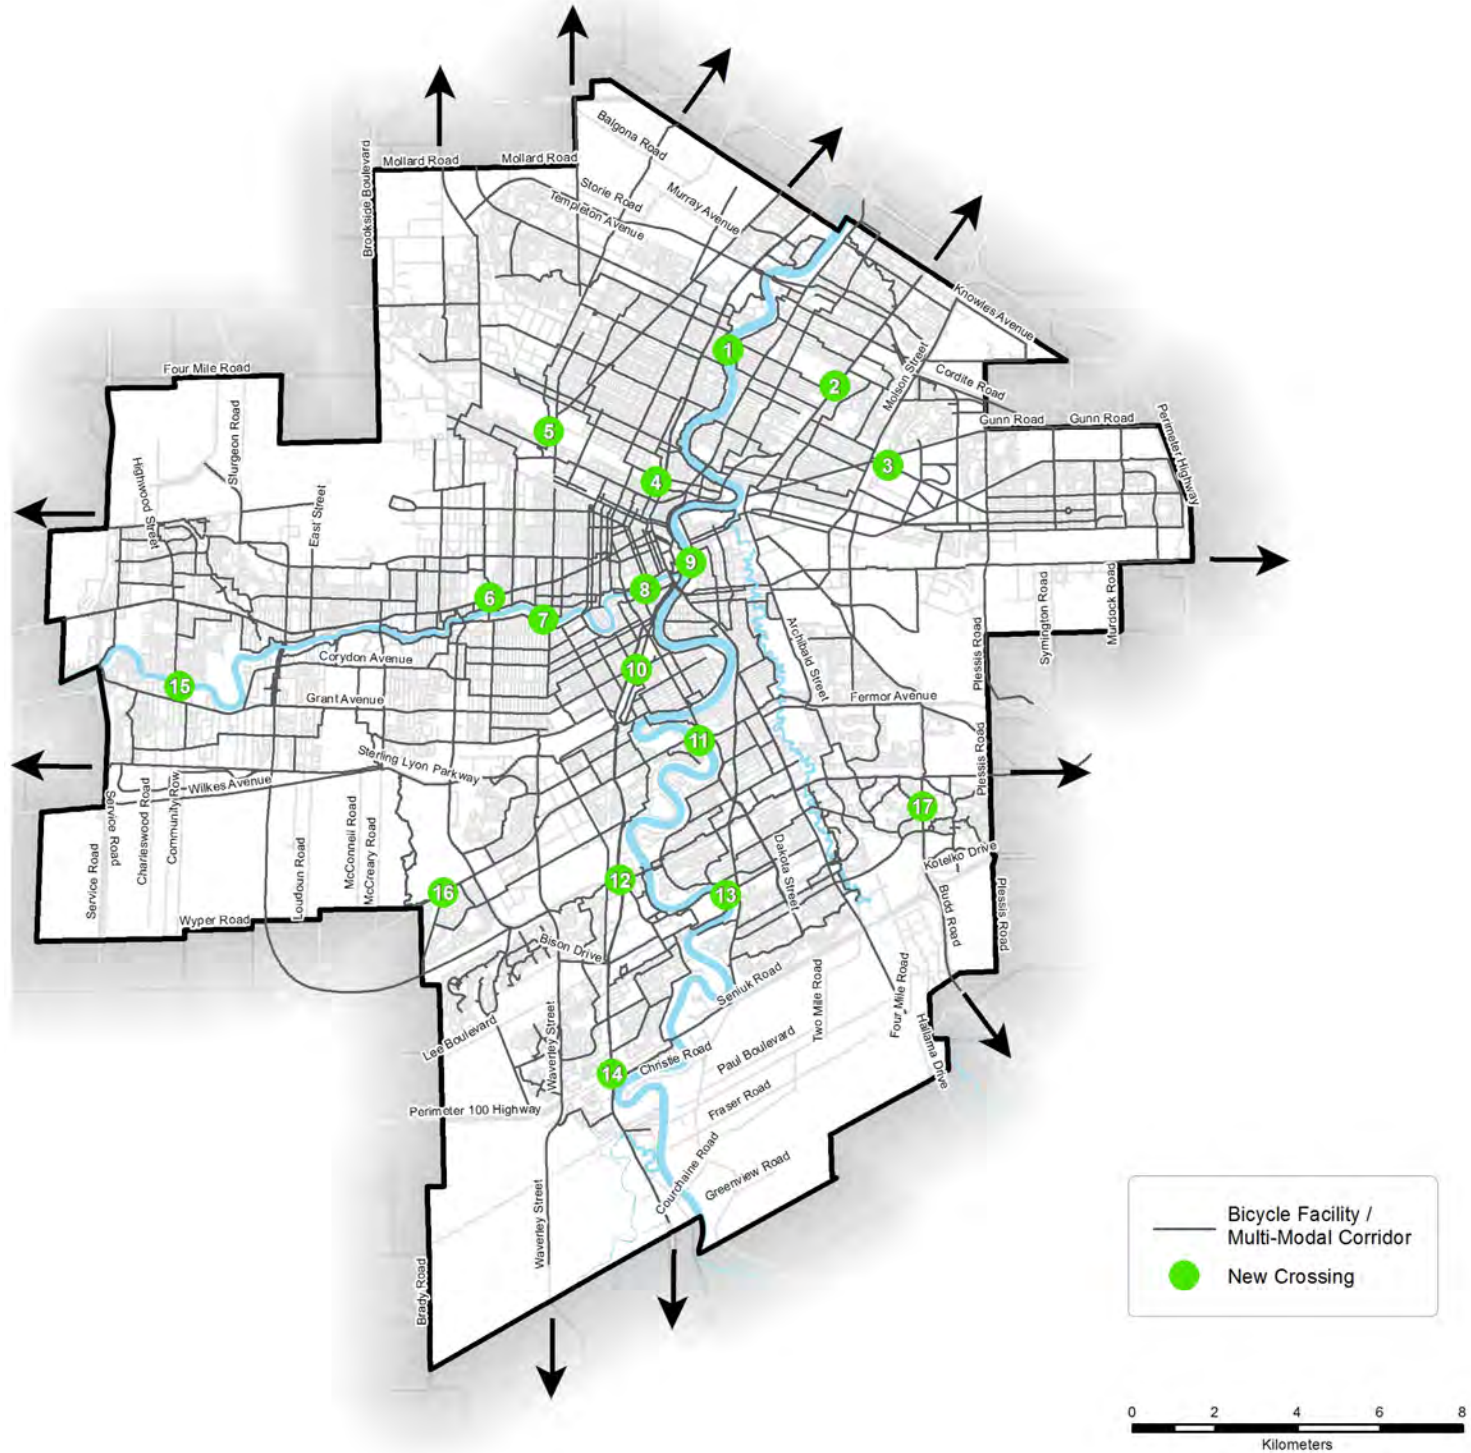 Balgona Road
Mollard Road
Mollard Road
Brookside Boulevard
Storie Road
Murray Avenue
Templeton Avenue
Knowles Avenue
1
Four Mile Road
2
Molson Street
Cordite Road
Sturgeon Road
Gunn Road
Gunn Road
Perimeter Highway
5
3
Highwood Street
4
East Street
9
8
6
7
Symington Road
Murdock Road
Corydon Avenue
Archibald Street
Plessis Road
15
10
Grant Avenue
Fermor Avenue
11
Sterling Lyon Parkway
Plessis Road
Wilkes Avenue
17
Service Road
Charleswood Road
Community Row
McConnell Road
McCreary Road
Loudoun Road
Service Road
Dakota Street
Koteiko Drive
16
12
13
Wyper Road
Budd Road
Plessis Road
Bison Drive
Seniuk Road
Two Mile Road
Four Mile Road
Lee Boulevard
Waverley Street
Hallama Drive
Christie Road
Paul Boulevard
14
Fraser Road
Perimeter 100 Highway
Courchaine Road
Greenview Road
Waverley Street
Brady Road
Bicycle Facility /
Multi-Modal Corridor
New Crossing
0 2 4 6 8
Kilometers